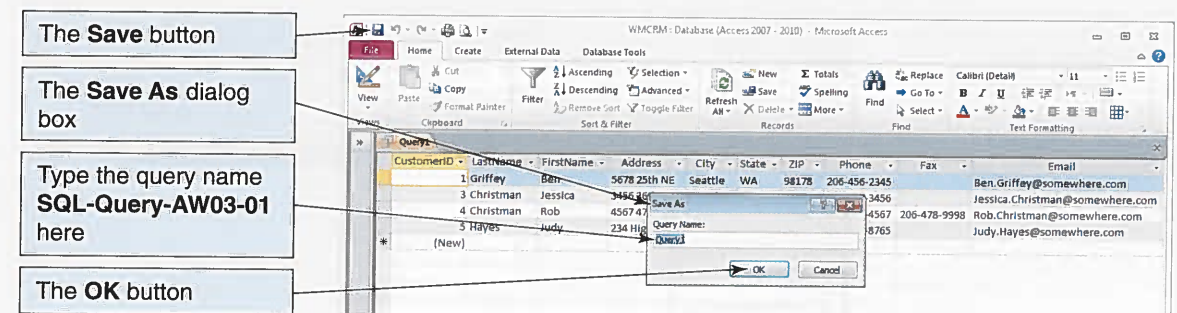 The Save button
The Save As dialog
box
Type the query name
SQL-Query-AW03-01
here
The OK button
WMCRM : Database (Access 2007 - 2010) - Microsoft Access
File Home Create External Data Database Tools
View
Views
Paste
Cut
Copy
Format Painter
Clipboard
Filter
Ascending
Descending
Remove Sort
Selection
Advanced
Toggle Filter
Sort & Filter
Refresh
All
New
Save
Delete
Totals
Spelling
More
Records
Find
Replace
Go To
Select
Find
Calibri (Detail) 11
B I U
A
Text Formatting
Query1
CustomerID LastName FirstName Address City State ZIP Phone Fax Email
1 Griffey Ben 5678 25th NE Seattle WA 98178 206-456-2345 Ben.Griffey@somewhere.com
3 Christman Jessica 3456 3456 Jessica.Christman@somewhere.com
4 Christman Rob 4567 47 4567 206-478-9998 Rob.Christman@somewhere.com
5 Hayes Judy 234 Hig 8765 Judy.Hayes@somewhere.com
* (New)
Save As
Query Name:
Query1
OK Cancel